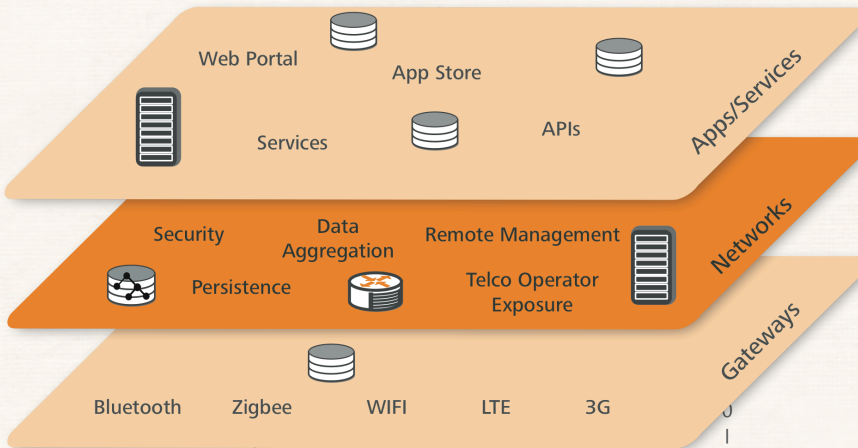 Web Portal
App Store
Services
APIs
Apps/Services
Security
Data
Aggregation
Remote Management
Persistence
Telco Operator
Exposure
Networks
Bluetooth
Zigbee
WIFI
LTE
3G
Gateways